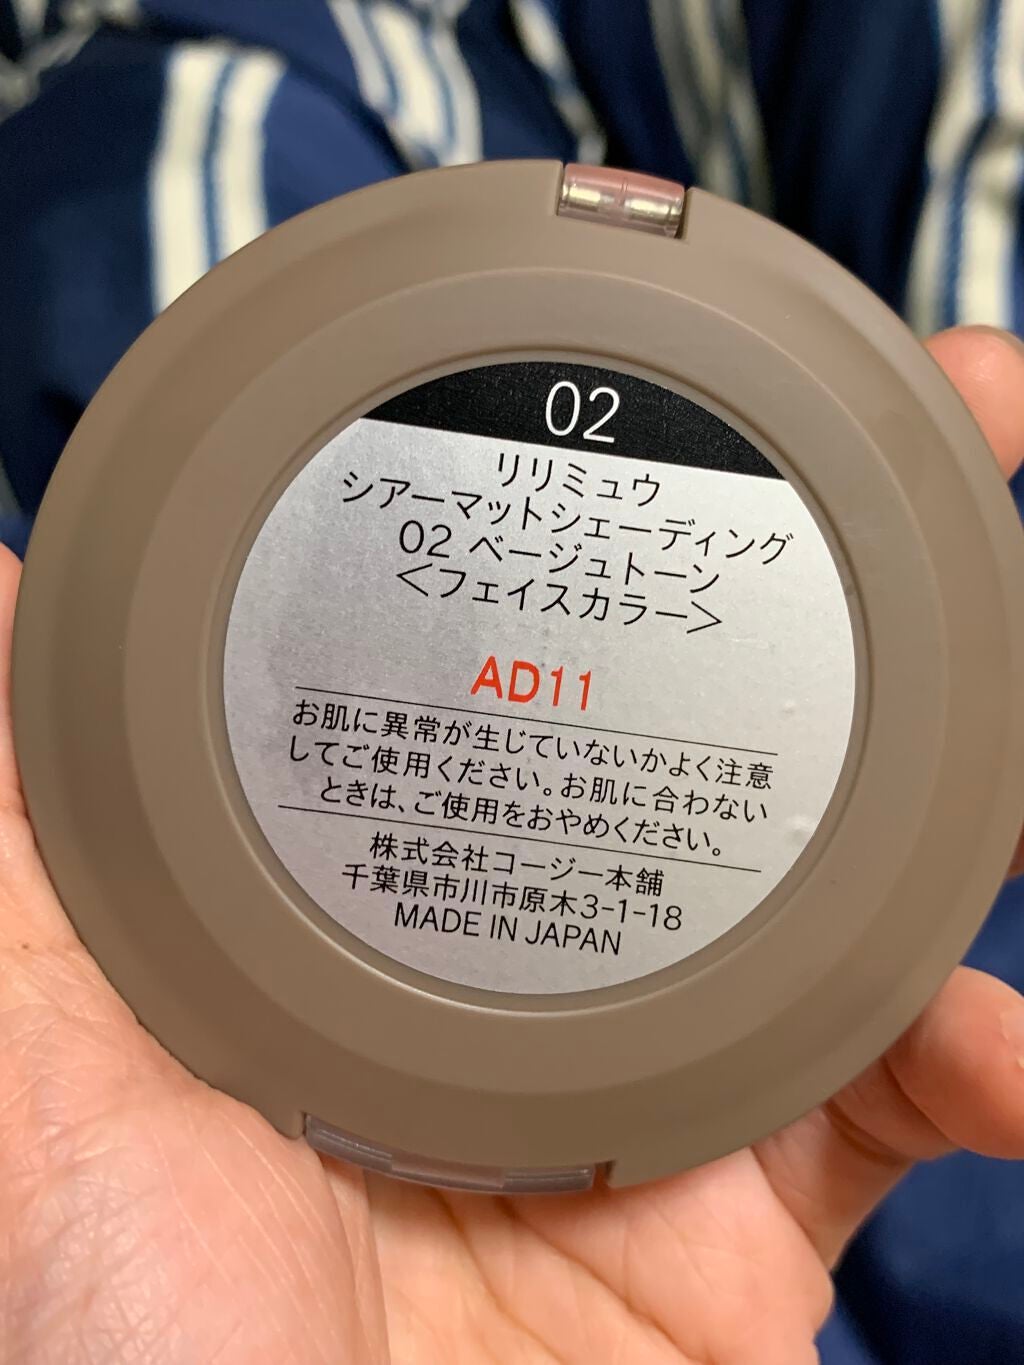 02
リリミュウ
シアーマットシェーディング
02 ベージュトーン
<フェイスカラー>
AD11
お肌に異常が生じていないかよく注意
してご使用ください。お肌に合わない
ときは、ご使用をおやめください。
株式会社コージー本舗
千葉県市川市原木3-1-18
MADE IN JAPAN